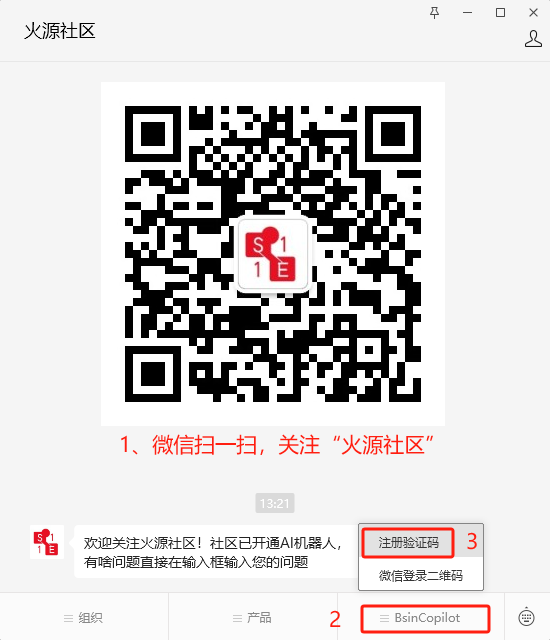 火源社区
S 1
1 E
1、微信扫一扫，关注“火源社区”
13:21
S 1
1 E
欢迎关注火源社区！社区已开通AI机器人，
有啥问题直接在输入框输入您的问题
注册验证码 3
微信登录二维码
组织
产品
2
BsinCopilot